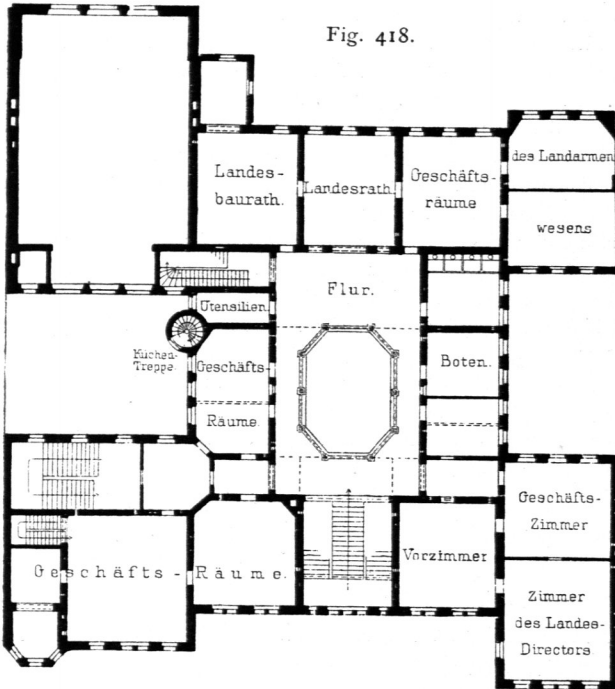 Fig. 418.
Landes-
baurath.
Landesrath.
Geschäfts-
räume
des Landarmen
wesens
Flur.
Utensilien.
Küchen-
Treppe.
Geschäfts-
Räume.
Boten.
Geschäfts-
Zimmer
Vorzimmer
Geschäfts - Räume.
Zimmer
des Landes-
Directors.